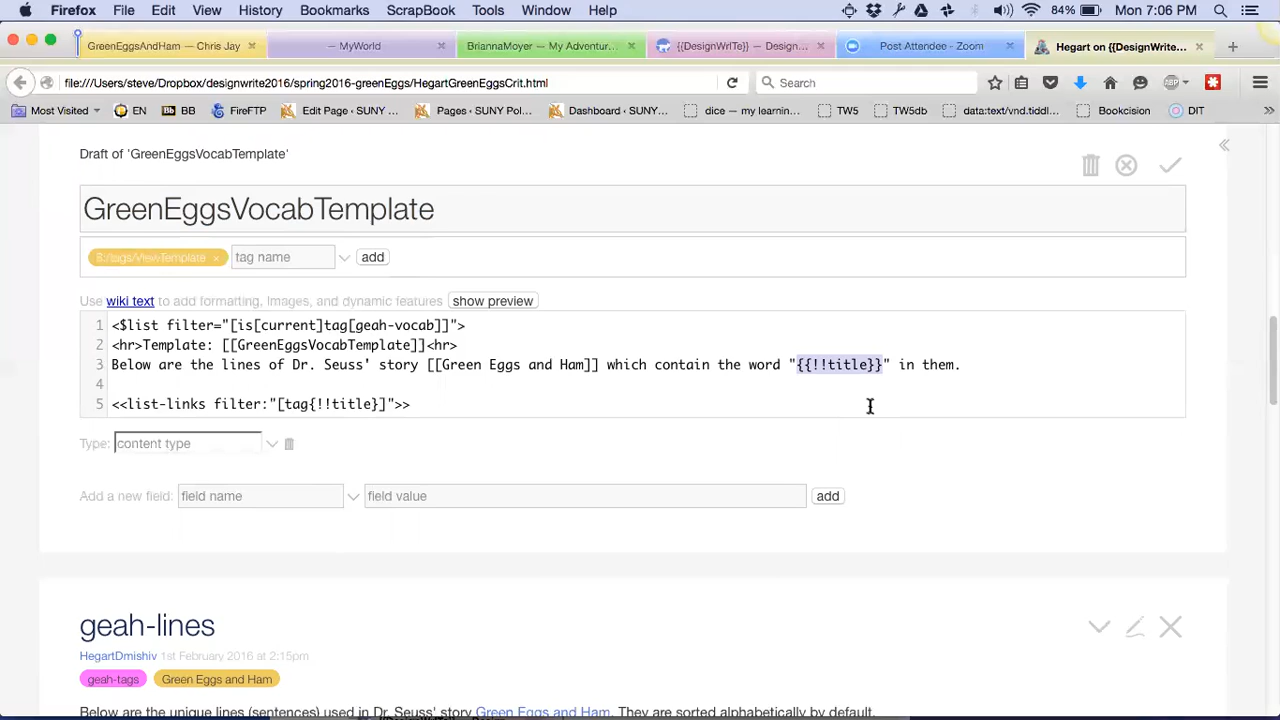 Firefox File Edit View History Bookmarks ScrapBook Tools Window Help 84% Mon 7:06 PM
GreenEggsAndHam — Chris Jay × — MyWorld × BriannaMoyer — My Adventur... × {{DesignWriTe}} — Design... × Post Attendee - Zoom × Hegart on {{DesignWrite... ×
file:///Users/steve/Dropbox/designwrite2016/spring2016-greenEggs/HegartGreenEggsCrit.html Search ABP
Most Visited EN BB FireFTP Edit Page ‹ SUNY ... Pages ‹ SUNY Pol... Dashboard ‹ SUNY ... dice — my learnin... TW5 TW5db data:text/vnd.tiddl... Bookcision DIT »
Draft of 'GreenEggsVocabTemplate'
GreenEggsVocabTemplate
$:/tags/ViewTemplate × tag name add
Use wiki text to add formatting, images, and dynamic features show preview
1 <$list filter="[is[current]tag[geah-vocab]]">
2 <hr>Template: [[GreenEggsVocabTemplate]]<hr>
3 Below are the lines of Dr. Seuss' story [[Green Eggs and Ham]] which contain the word "{{!!title}}" in them.
4
5 <<list-links filter:"[tag{!!title}]">>
Type: content type
Add a new field: field name field value add
geah-lines
HegartDmishiv 1st February 2016 at 2:15pm
geah-tags Green Eggs and Ham
Below are the unique lines (sentences) used in Dr. Seuss' story Green Eggs and Ham. They are sorted alphabetically by default.